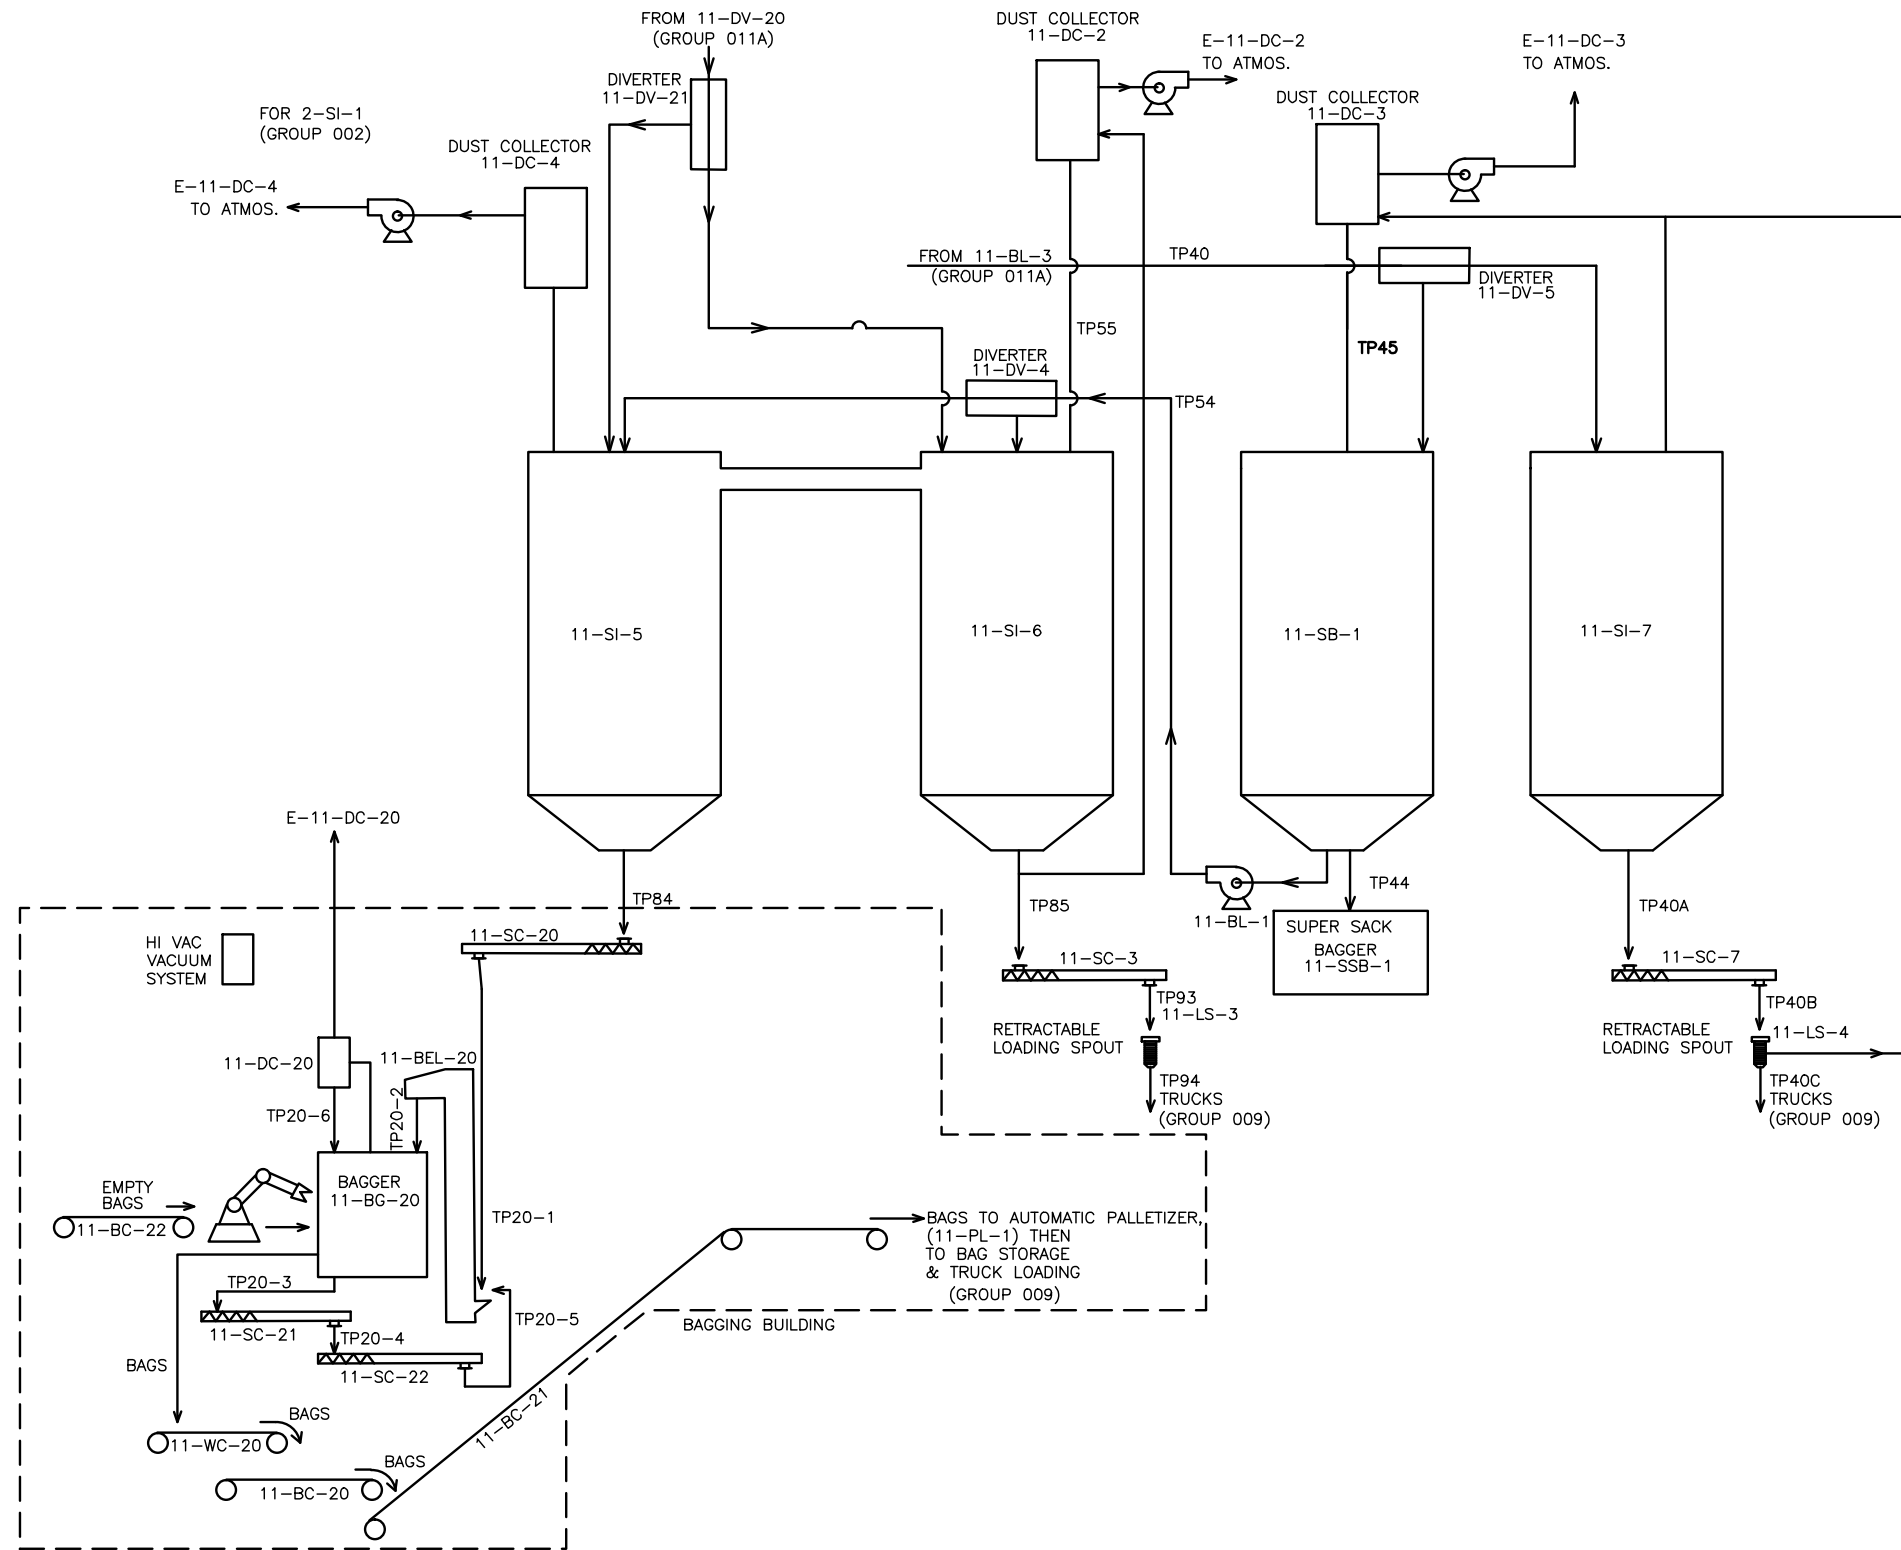 FROM 11-DV-20
(GROUP 011A)
DUST COLLECTOR
11-DC-2
E-11-DC-2
TO ATMOS.
E-11-DC-3
TO ATMOS.
DIVERTER
11-DV-21
FOR 2-SI-1
(GROUP 002)
DUST COLLECTOR
11-DC-3
DUST COLLECTOR
11-DC-4
E-11-DC-4
TO ATMOS.
FROM 11-BL-3
(GROUP 011A)
TP40
DIVERTER
11-DV-5
TP55
TP45
DIVERTER
11-DV-4
TP54
11-SI-5
11-SI-6
11-SB-1
11-SI-7
E-11-DC-20
TP84
TP85
11-BL-1
TP44
TP40A
SUPER SACK
BAGGER
11-SSB-1
HI VAC
VACUUM
SYSTEM
11-SC-20
11-SC-3
11-SC-7
TP93
11-LS-3
RETRACTABLE
LOADING SPOUT
TP40B
11-LS-4
RETRACTABLE
LOADING SPOUT
11-DC-20
11-BEL-20
TP20-6
TP20-2
TP94
TRUCKS
(GROUP 009)
TP40C
TRUCKS
(GROUP 009)
EMPTY
BAGS
11-BC-22
BAGGER
11-BG-20
TP20-1
BAGS TO AUTOMATIC PALLETIZER,
(11-PL-1) THEN
TO BAG STORAGE
& TRUCK LOADING
(GROUP 009)
TP20-3
11-SC-21
TP20-4
TP20-5
BAGGING BUILDING
BAGS
11-SC-22
11-BC-21
BAGS
11-WC-20
BAGS
11-BC-20